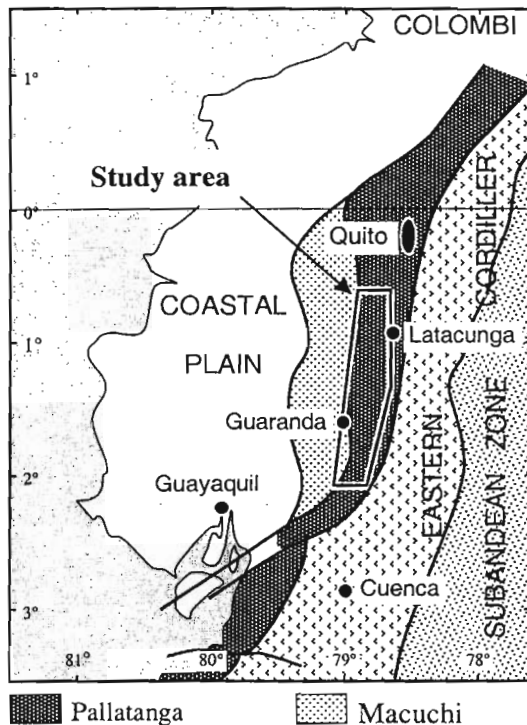 COLOMBI
1°
Study area
0°
Quito
CORDILLER
COASTAL
PLAIN
1°
Latacunga
Guaranda
EASTERN
SUBANDEAN ZONE
2°
Guayaquil
Cuenca
3°
81°
80°
79°
78°
Pallatanga
Macuchi